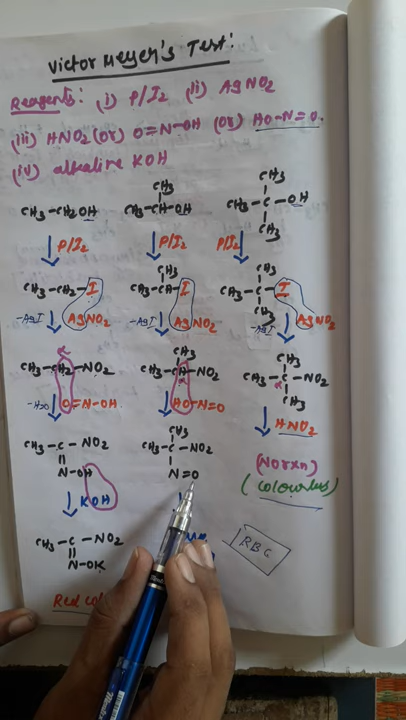 Victor Meyer's Test:
Reagents: (i) P/I2 (ii) AgNO2
(iii) HNO2 (or) O=N-OH (or) HO-N=O.
(iv) alkaline KOH
CH3-CH2-OH
CH3
CH3-CH-OH
CH3
CH3-C-OH
CH3
P/I2
P/I2
P/I2
CH3-CH2-I
CH3
CH3-CH-I
CH3
CH3-C-I
CH3
-AgI
AgNO2
-AgI
AgNO2
-AgI
AgNO2
α
CH3-CH2-NO2
CH3
CH3-CH-NO2
α
CH3
CH3-C-NO2
α
CH3
-H2O
O=N-OH.
HO-N=O
HNO2
CH3-C-NO2
N-OH
CH3
CH3-C-NO2
N=O
(No rxn)
(colourless)
KOH
CH3-C-NO2
N-OK
RBC
Red